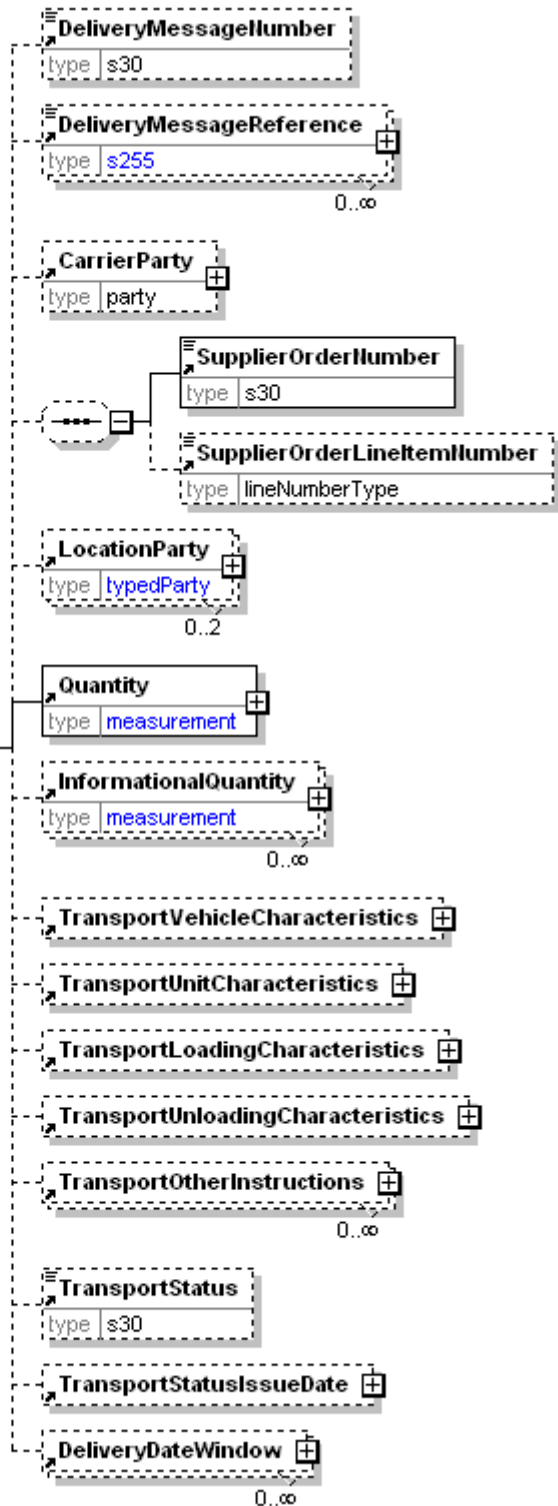 DeliveryMessageNumber
type s30
DeliveryMessageReference
type s255
0..∞
CarrierParty
type party
SupplierOrderNumber
type s30
SupplierOrderLineItemNumber
type lineNumberType
LocationParty
type typedParty
0..2
Quantity
type measurement
InformationalQuantity
type measurement
0..∞
TransportVehicleCharacteristics
TransportUnitCharacteristics
TransportLoadingCharacteristics
TransportUnloadingCharacteristics
TransportOtherInstructions
0..∞
TransportStatus
type s30
TransportStatusIssueDate
DeliveryDateWindow
0..∞